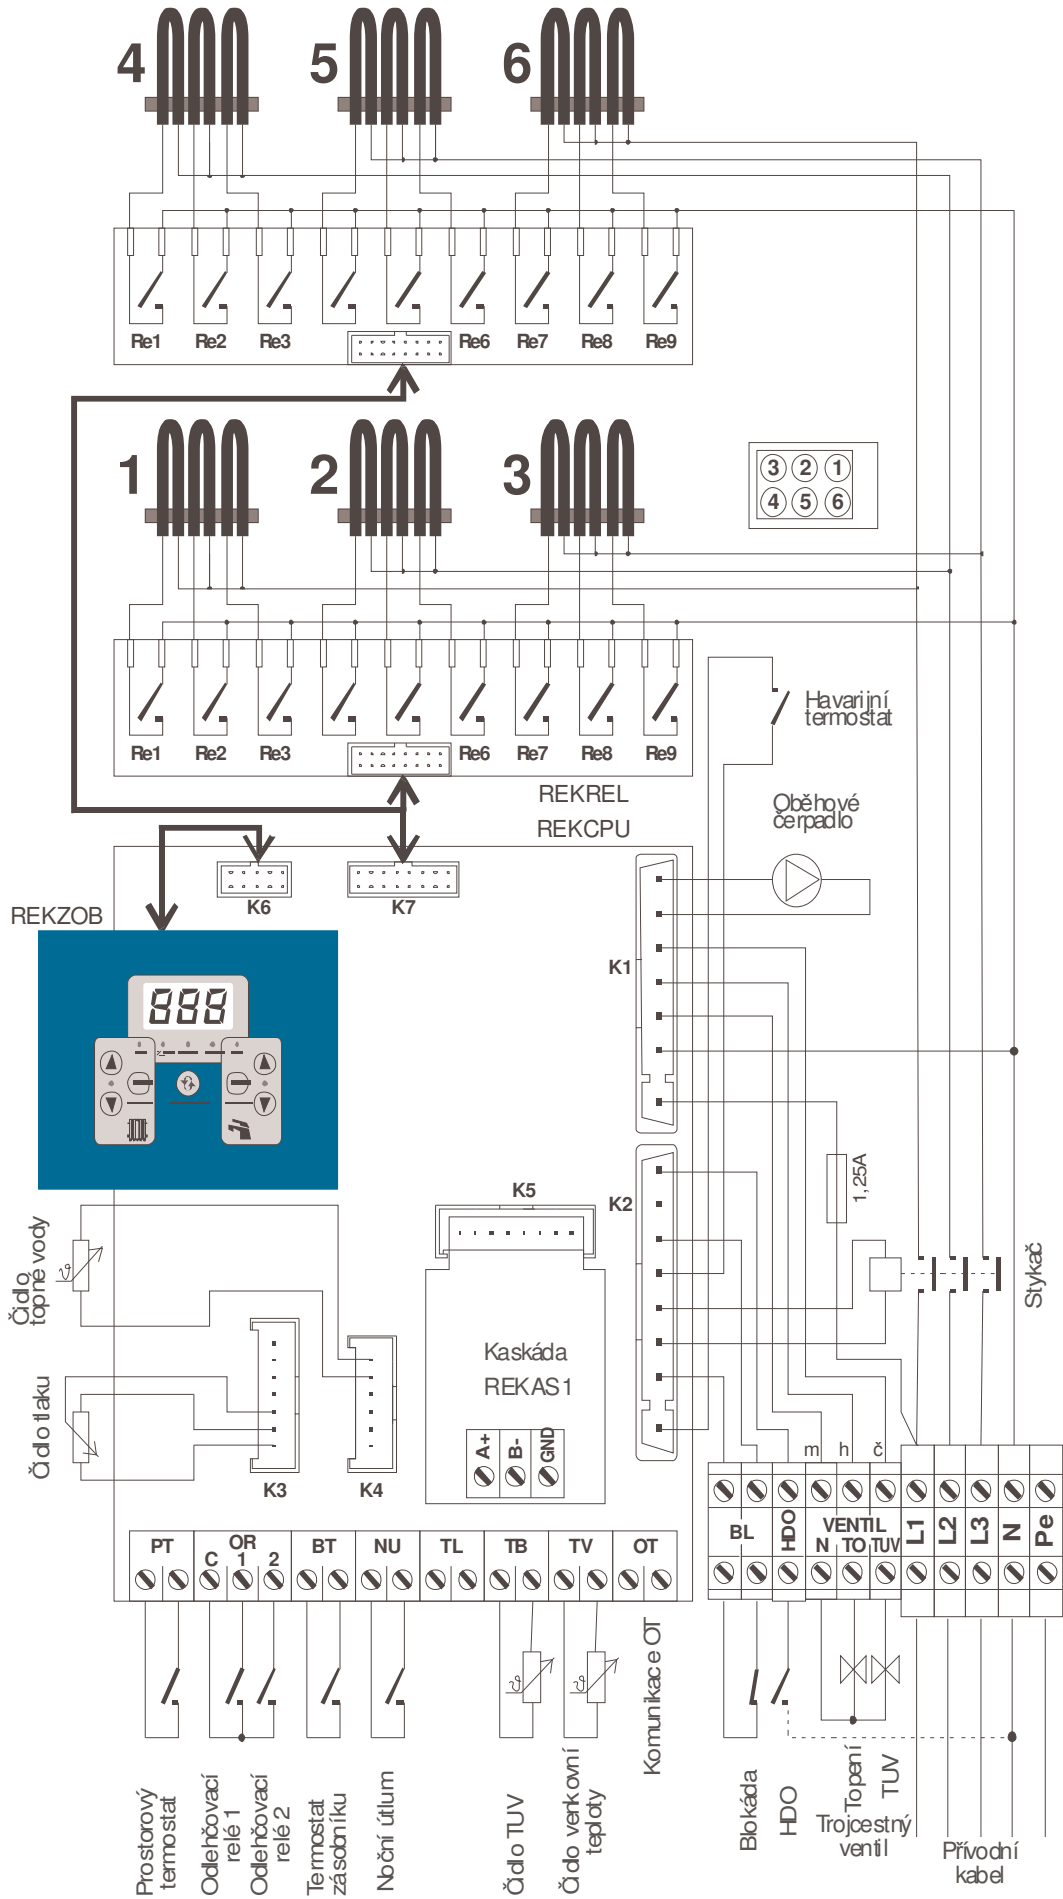 4 5 6
Re1 Re2 Re3 Re6 Re7 Re8 Re9
1 2 3
3 2 1
4 5 6
Re1 Re2 Re3 Re6 Re7 Re8 Re9
Havarijní
termostat
REKREL
REKCPU
Oběhové
čerpadlo
K6 K7
REKZOB
K1
888
1,25A
K5
K2
Čidlo
topné vody
Stykač
Kaskáda
REKAS1
Čidlo tlaku
A+ B- GND
K3 K4
m h č
PT OR BT NU TL TB TV OT
C 1 2
BL HDO VENTIL L1 L2 L3 N Pe
N TO TUV
Komunikace OT
Prostorový
termostat
Odlehčovací
relé 1
Odlehčovací
relé 2
Termostat
zásobníku
Noční útlum
Čidlo TUV
Čidlo venkovní
teploty
Blokáda
HDO
Topení
TUV
Trojcestný
ventil
Přívodní
kabel